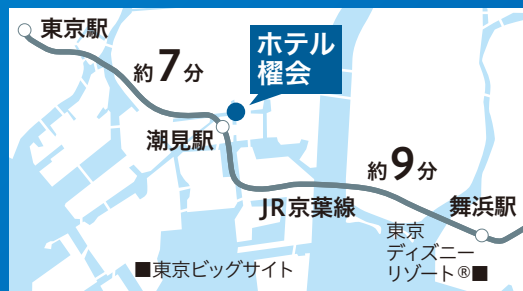 東京駅
約7分
ホテル
櫂会
潮見駅
約9分
JR京葉線
舞浜駅
東京
ディズニー
リゾート®■
■東京ビッグサイト